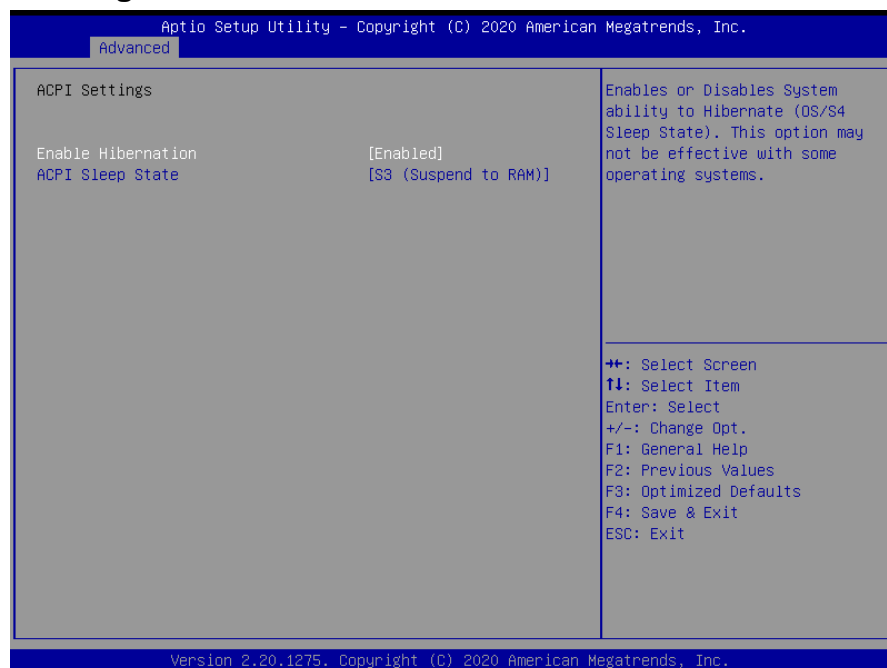 Aptio Setup Utility – Copyright (C) 2020 American Megatrends, Inc.
Advanced
ACPI Settings
Enable Hibernation [Enabled]
ACPI Sleep State [S3 (Suspend to RAM)]
Enables or Disables System
ability to Hibernate (OS/S4
Sleep State). This option may
not be effective with some
operating systems.
→←: Select Screen
↑↓: Select Item
Enter: Select
+/-: Change Opt.
F1: General Help
F2: Previous Values
F3: Optimized Defaults
F4: Save & Exit
ESC: Exit
Version 2.20.1275. Copyright (C) 2020 American Megatrends, Inc.